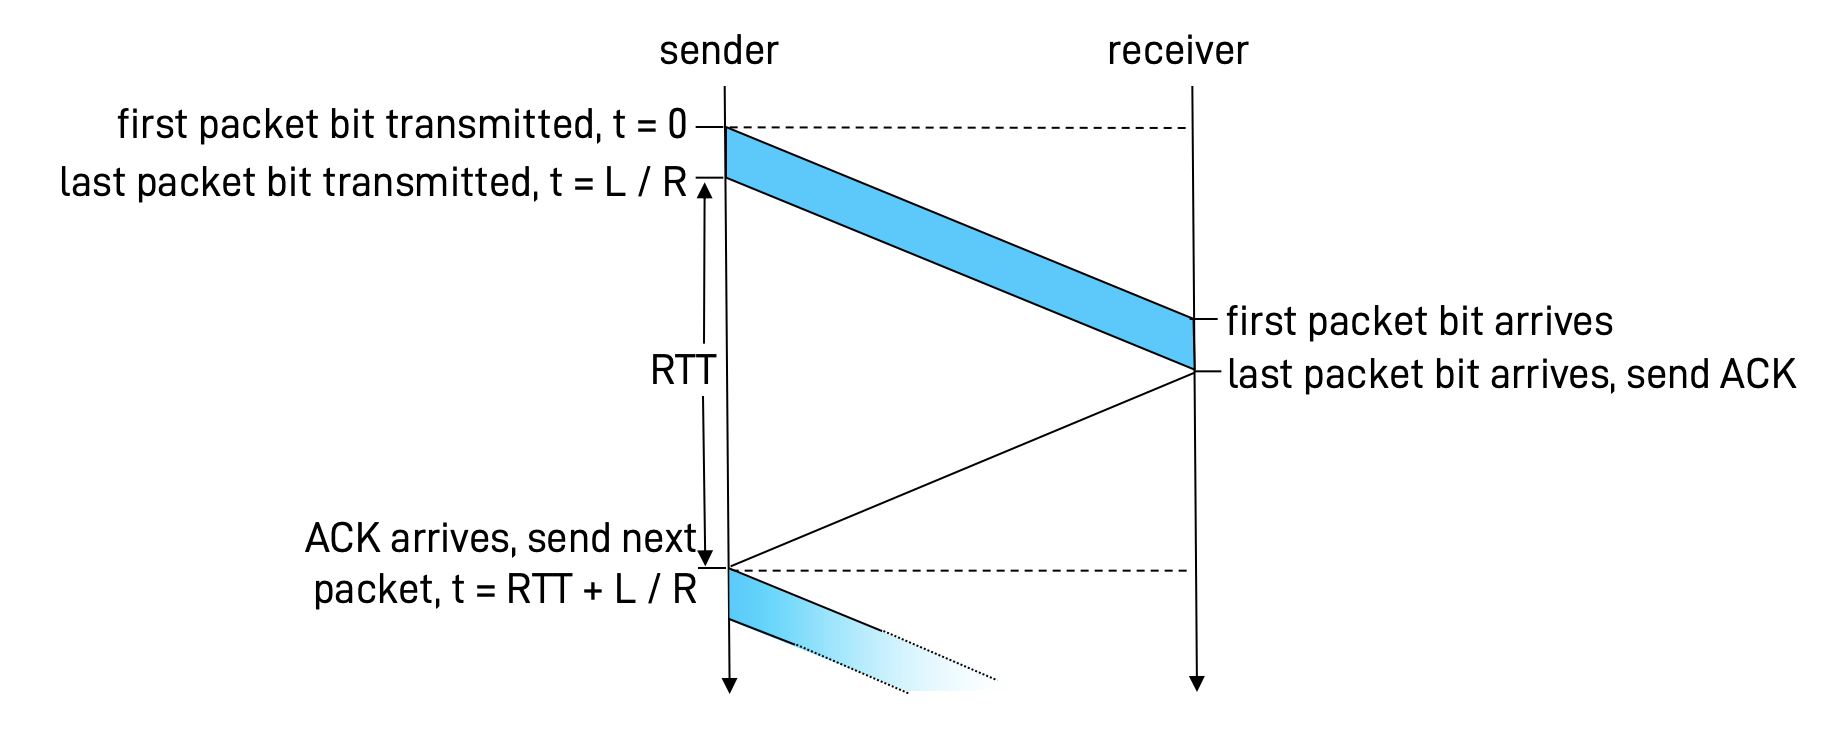 sender
receiver
first packet bit transmitted, t = 0
last packet bit transmitted, t = L / R
first packet bit arrives
RTT
last packet bit arrives, send ACK
ACK arrives, send next
packet, t = RTT + L / R